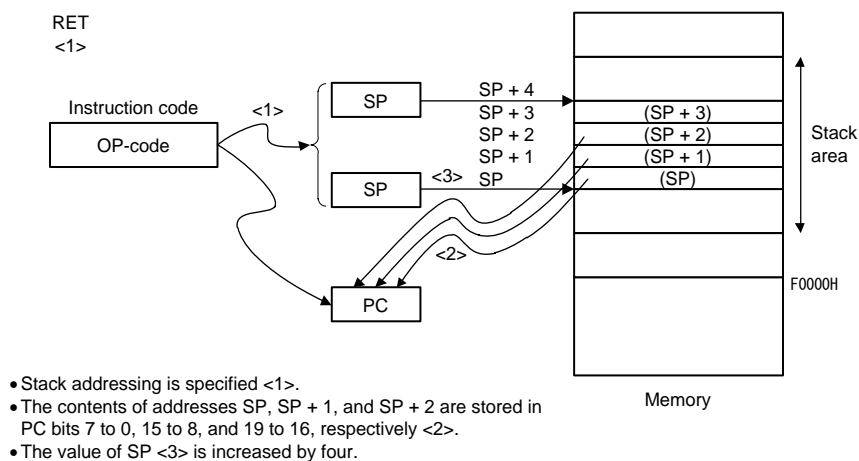 RET
<1>
Instruction code
OP-code
<1>
SP
SP
SP + 4
SP + 3
SP + 2
SP + 1
<3> SP
(SP + 3)
(SP + 2)
(SP + 1)
(SP)
Stack
area
<2>
PC
F0000H
Memory
• Stack addressing is specified <1>.
• The contents of addresses SP, SP + 1, and SP + 2 are stored in
PC bits 7 to 0, 15 to 8, and 19 to 16, respectively <2>.
• The value of SP <3> is increased by four.